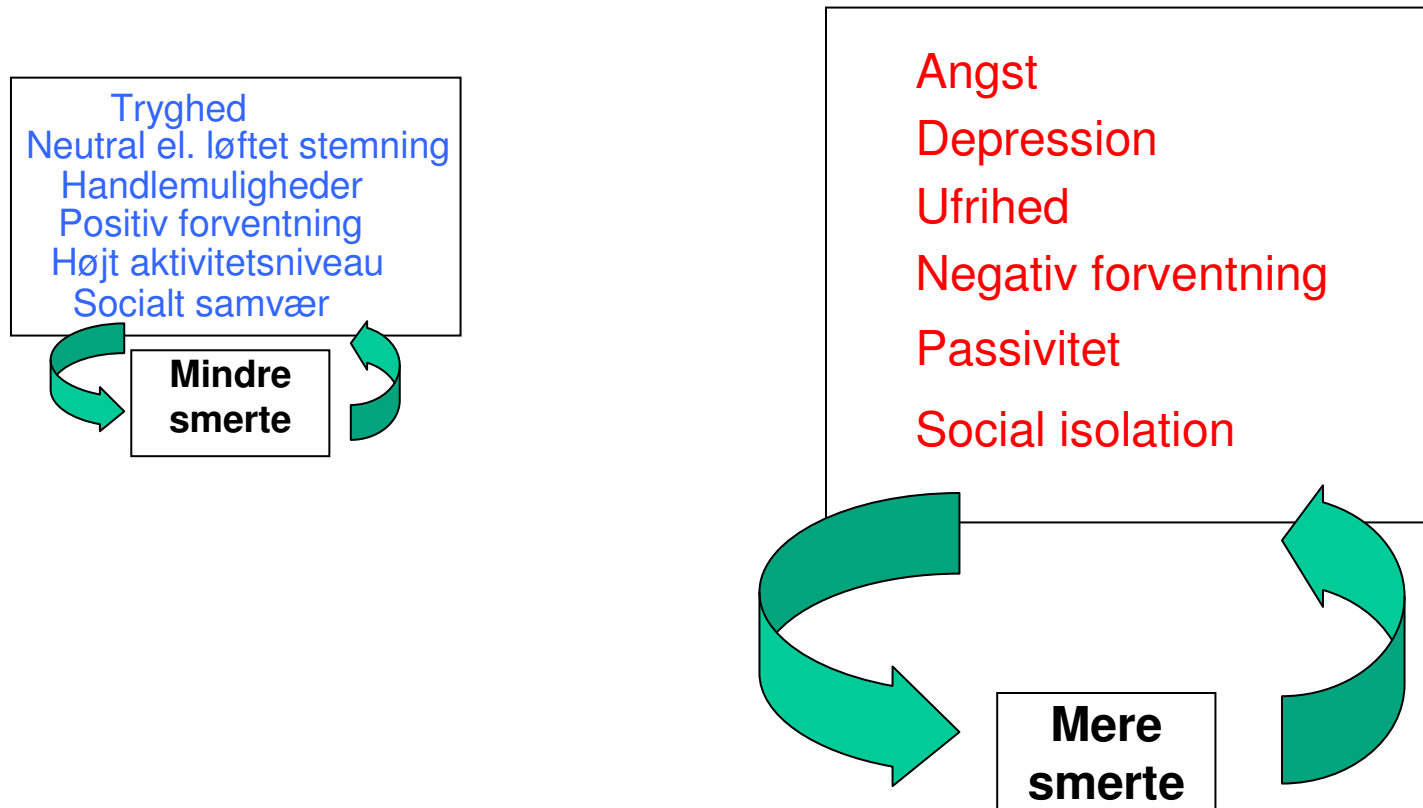 Tryghed
Neutral el. løftet stemning
Handlemuligheder
Positiv forventning
Højt aktivitetsniveau
Socialt samvær
Mindre
smerte
Angst
Depression
Ufrihed
Negativ forventning
Passivitet
Social isolation
Mere
smerte